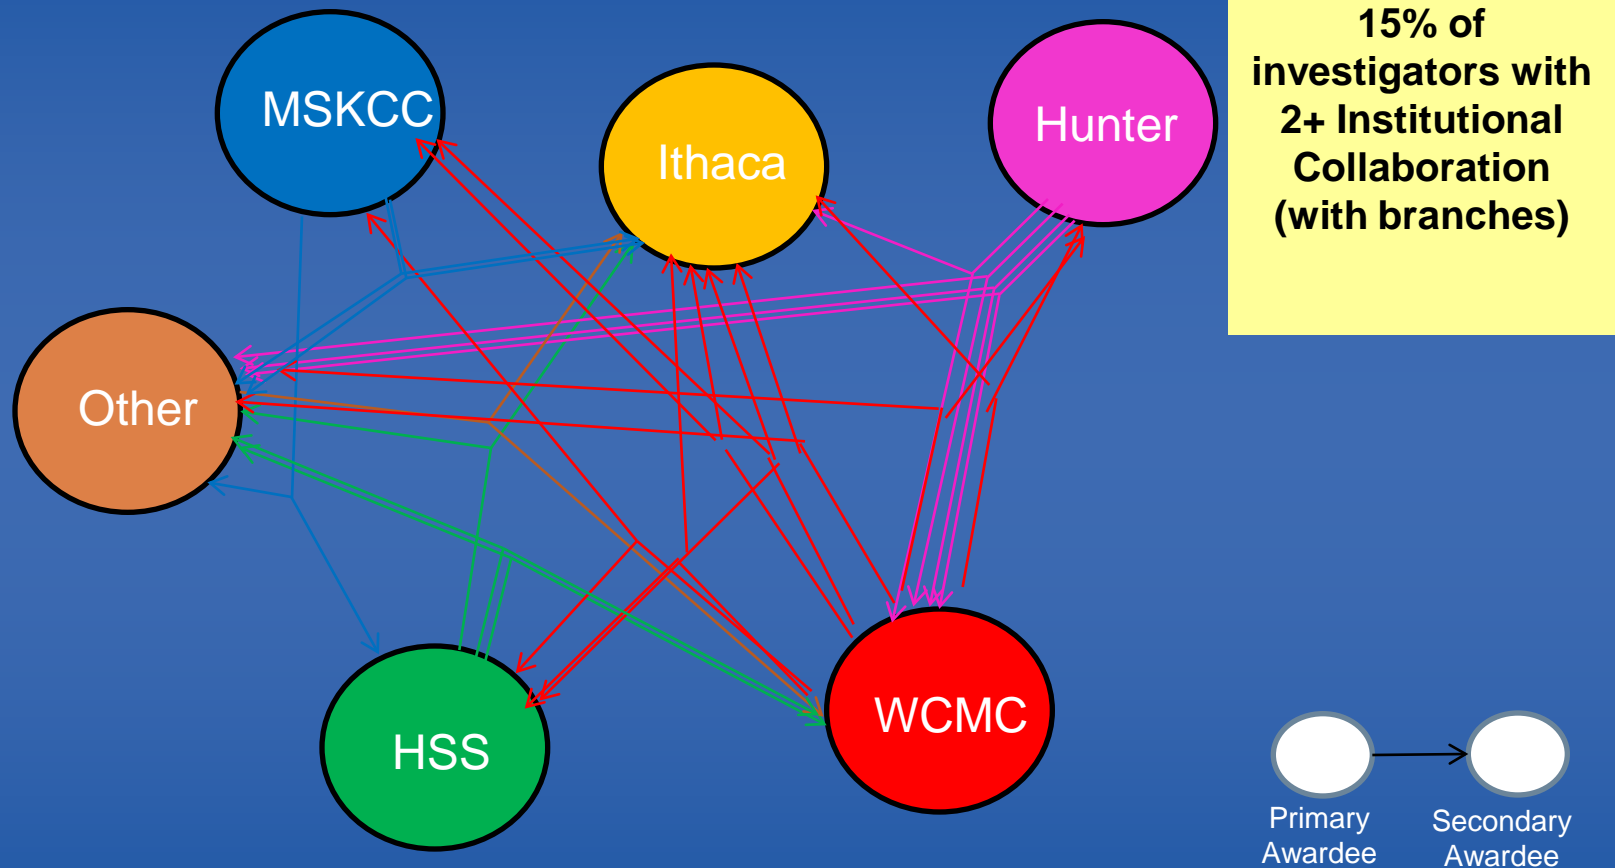 15% of
investigators with
2+ Institutional
Collaboration
(with branches)
MSKCC
Ithaca
Hunter
Other
HSS
WCMC
Primary
Awardee
Secondary
Awardee